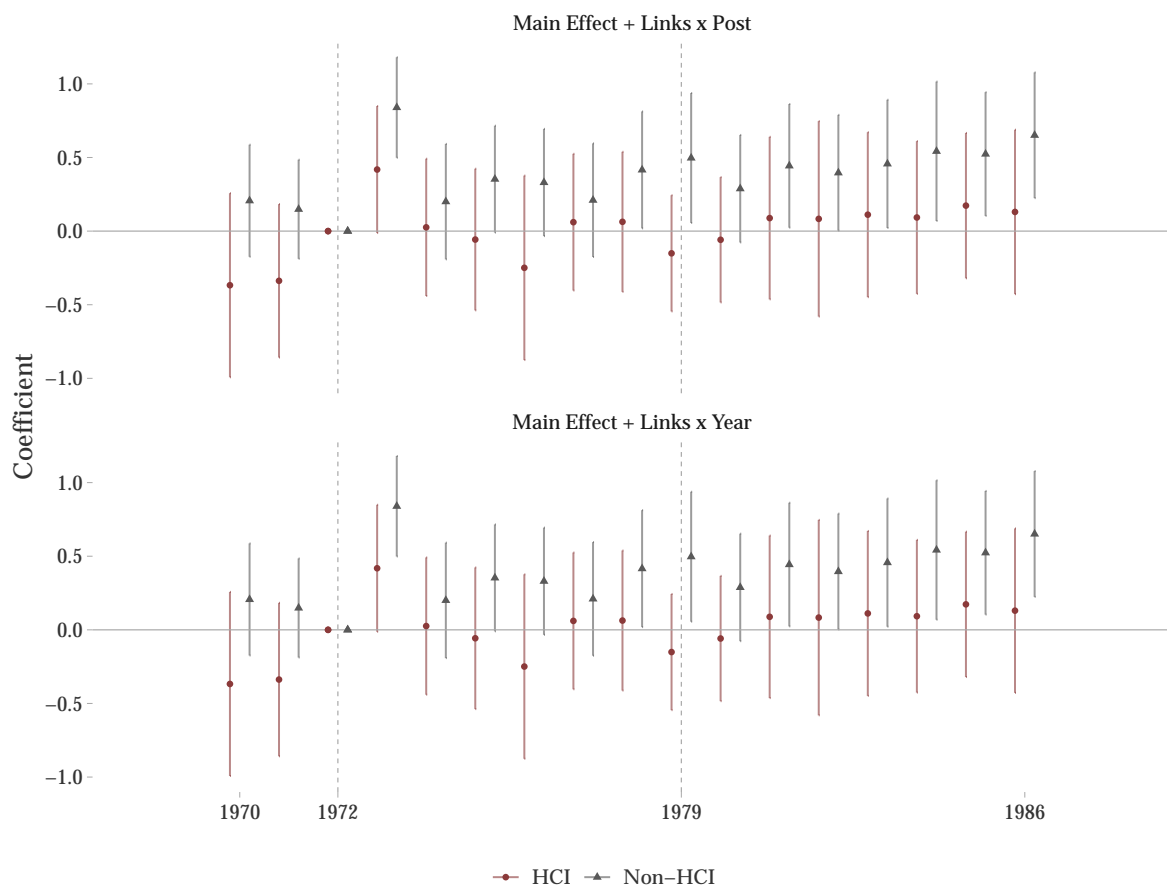 Main Effect + Links x Post
1.0
0.5
0.0
−0.5
−1.0
Coefficient
Main Effect + Links x Year
1.0
0.5
0.0
−0.5
−1.0
1970 1972 1979 1986
HCI Non−HCI